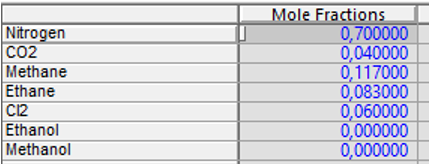 Mole Fractions
Nitrogen 0,700000
CO2 0,040000
Methane 0,117000
Ethane 0,083000
Cl2 0,060000
Ethanol 0,000000
Methanol 0,000000